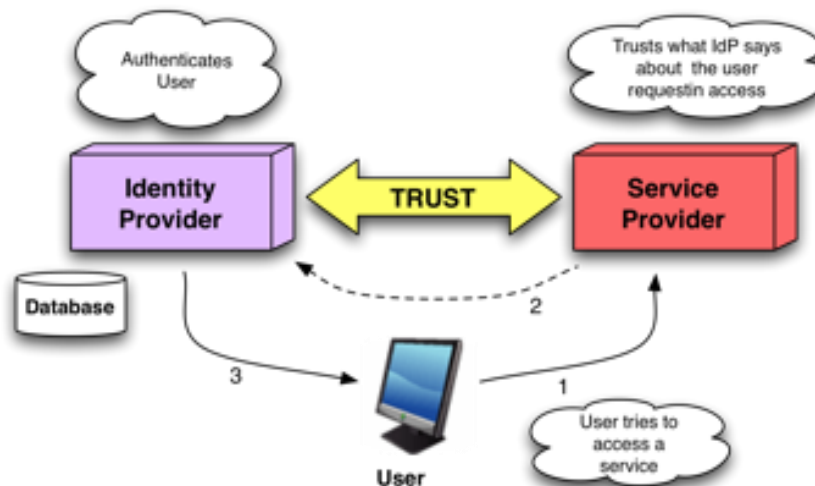 Authenticates
User
Trusts what IdP says
about the user
requestin access
Identity
Provider
TRUST
Service
Provider
Database
2
3
1
User tries to
access a
service
User